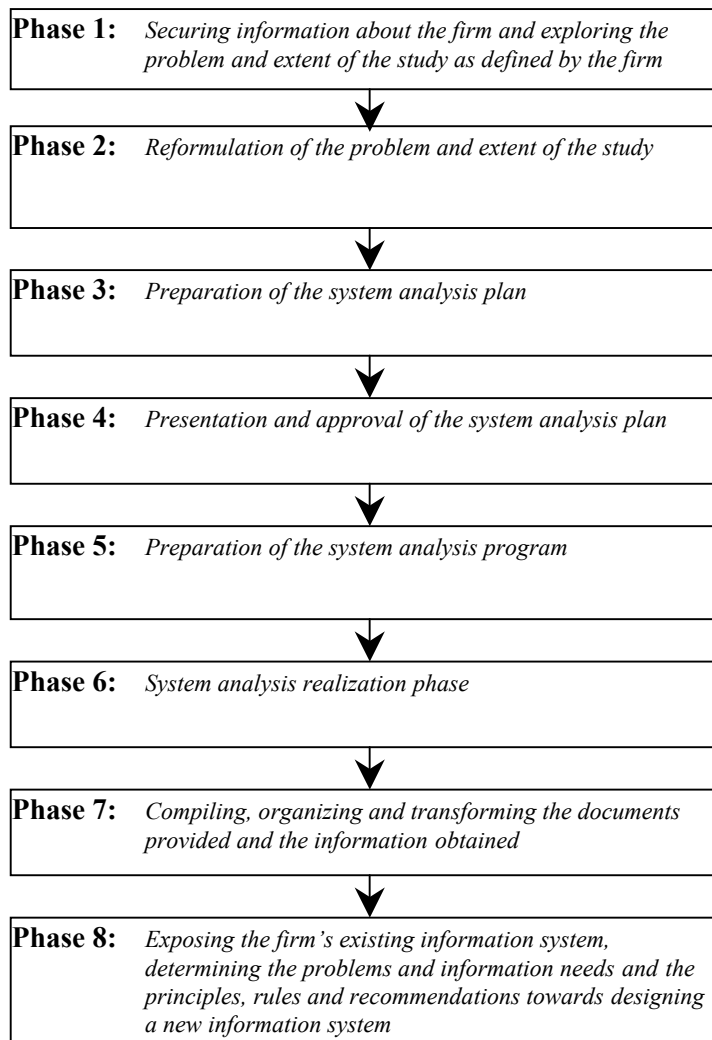 Phase 1: Securing information about the firm and exploring the
problem and extent of the study as defined by the firm
Phase 2: Reformulation of the problem and extent of the study
Phase 3: Preparation of the system analysis plan
Phase 4: Presentation and approval of the system analysis plan
Phase 5: Preparation of the system analysis program
Phase 6: System analysis realization phase
Phase 7: Compiling, organizing and transforming the documents
provided and the information obtained
Phase 8: Exposing the firm’s existing information system,
determining the problems and information needs and the
principles, rules and recommendations towards designing
a new information system